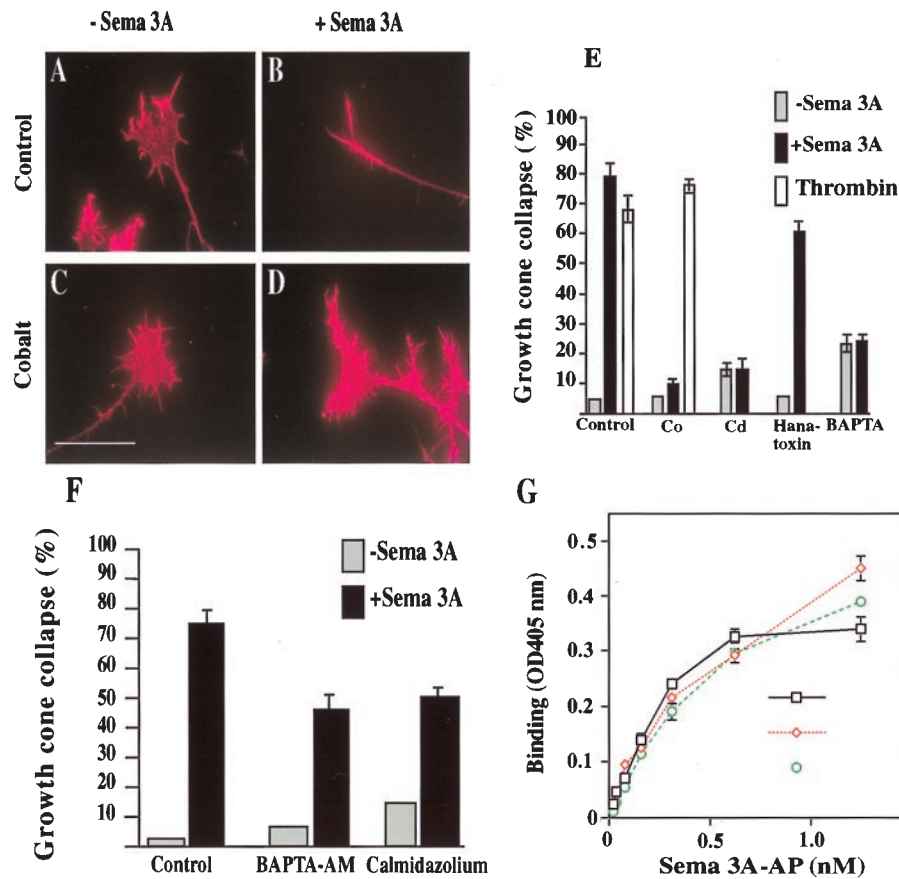 - Sema 3A
+ Sema 3A
Control
Cobalt
A
B
C
D
E
Growth cone collapse (%)
100
90
80
70
60
50
40
30
20
10
-Sema 3A
+Sema 3A
Thrombin
Control
Co
Cd
Hana-
toxin
BAPTA
F
Growth cone collapse (%)
100
90
80
70
60
50
40
30
20
10
-Sema 3A
+Sema 3A
Control
BAPTA-AM
Calmidazolium
G
Binding (OD405 nm)
0.5
0.4
0.3
0.2
0.1
0
0
0.5
1.0
Sema 3A-AP (nM)